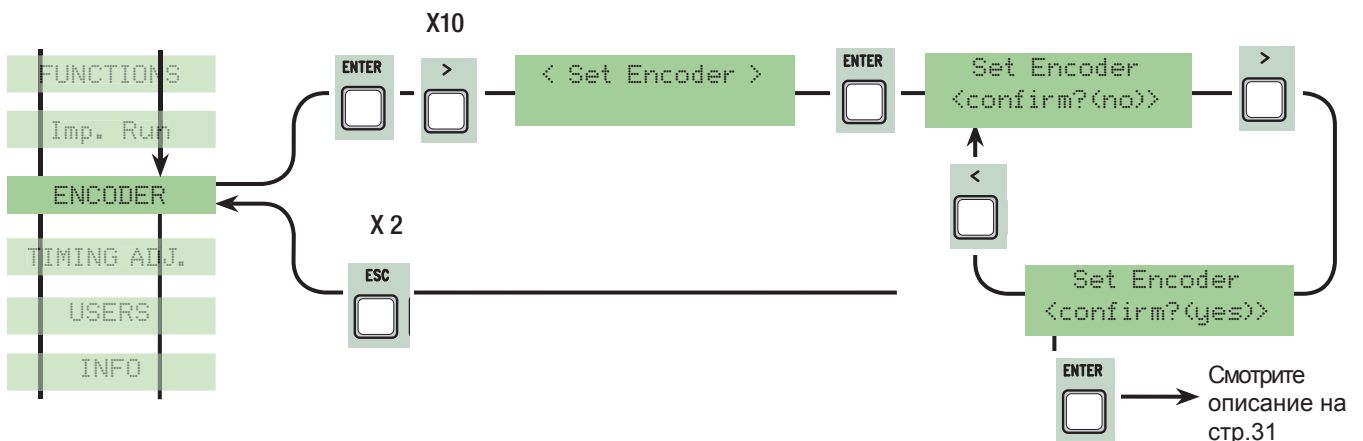 X10
FUNCTIONS
Imp. Run
ENCODER
TIMING ADJ.
USERS
INFO
ENTER
>
< Set Encoder >
ENTER
Set Encoder
<confirm?(no)>
>
<
Set Encoder
<confirm?(yes)>
X 2
ESC
ENTER
Смотрите
описание на
стр.31